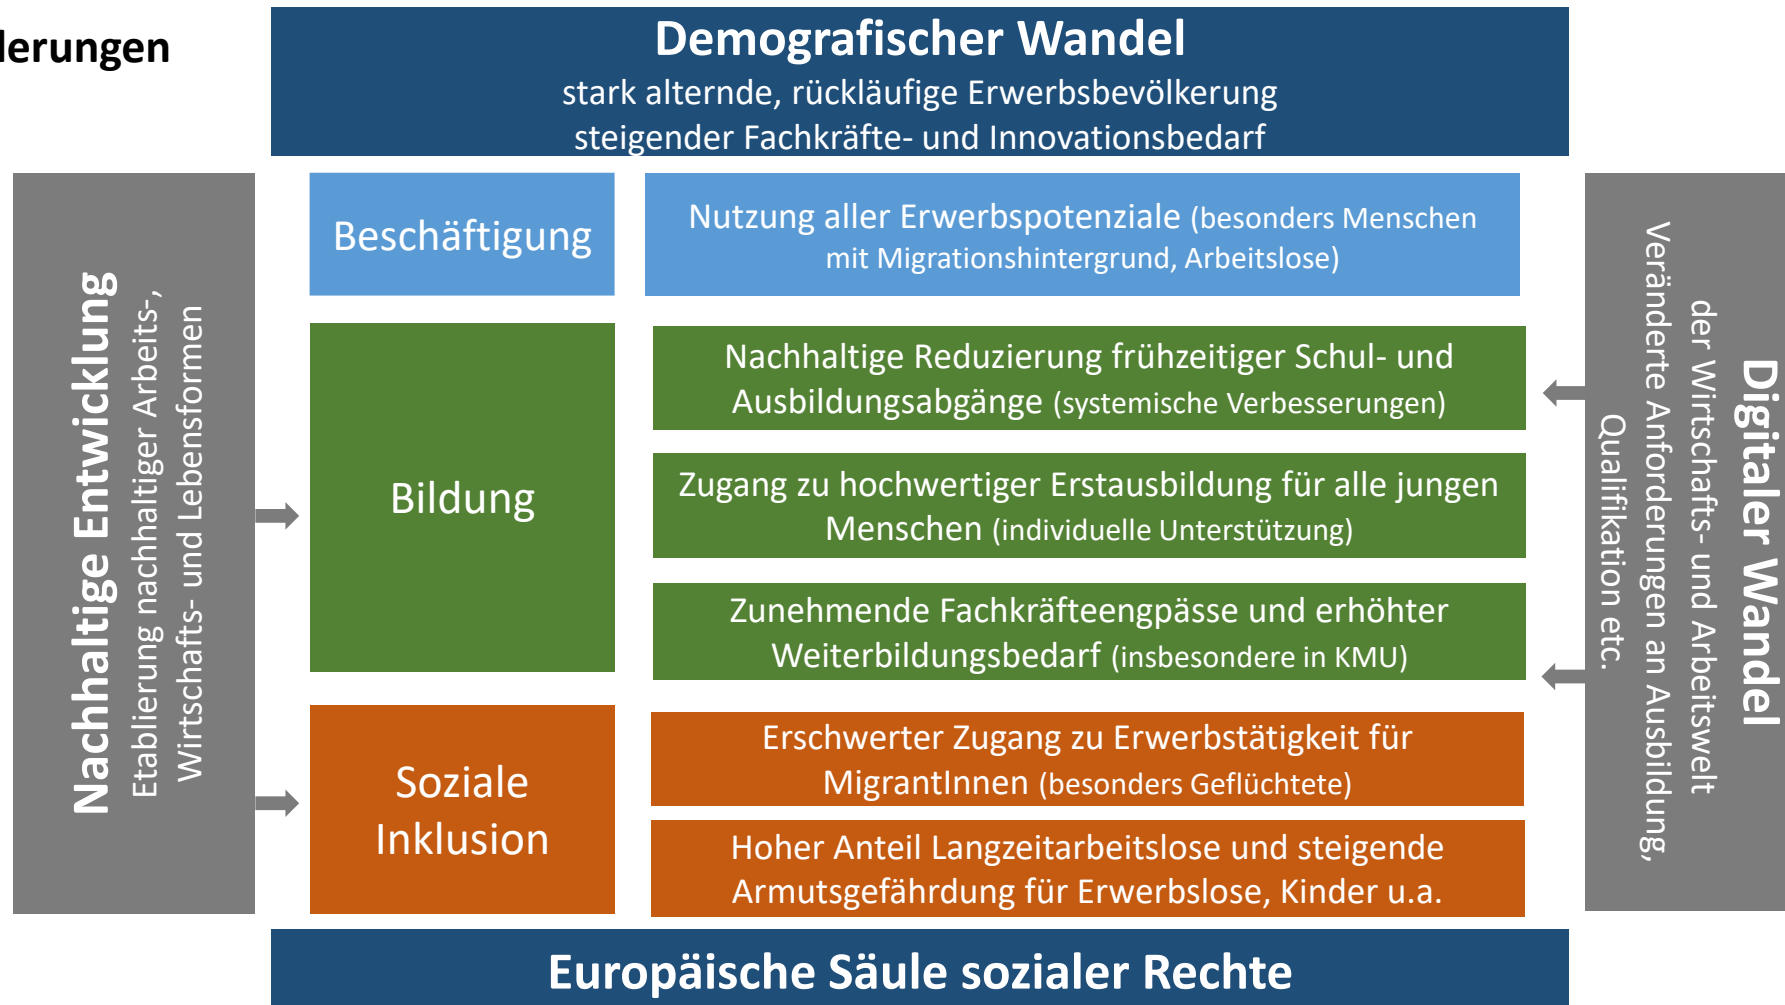 derungen
Demografischer Wandel
stark alternde, rückläufige Erwerbsbevölkerung
steigender Fachkräfte- und Innovationsbedarf
Nachhaltige Entwicklung
Etablierung nachhaltiger Arbeits-,
Wirtschafts- und Lebensformen
Beschäftigung
Nutzung aller Erwerbspotenziale (besonders Menschen
mit Migrationshintergrund, Arbeitslose)
Bildung
Nachhaltige Reduzierung frühzeitiger Schul- und
Ausbildungsabgänge (systemische Verbesserungen)
Zugang zu hochwertiger Erstausbildung für alle jungen
Menschen (individuelle Unterstützung)
Zunehmende Fachkräfteengpässe und erhöhter
Weiterbildungsbedarf (insbesondere in KMU)
Soziale
Inklusion
Erschwerter Zugang zu Erwerbstätigkeit für
MigrantInnen (besonders Geflüchtete)
Hoher Anteil Langzeitarbeitslose und steigende
Armutsgefährdung für Erwerbslose, Kinder u.a.
Digitaler Wandel
der Wirtschafts- und Arbeitswelt
Veränderte Anforderungen an Ausbildung,
Qualifikation etc.
Europäische Säule sozialer Rechte